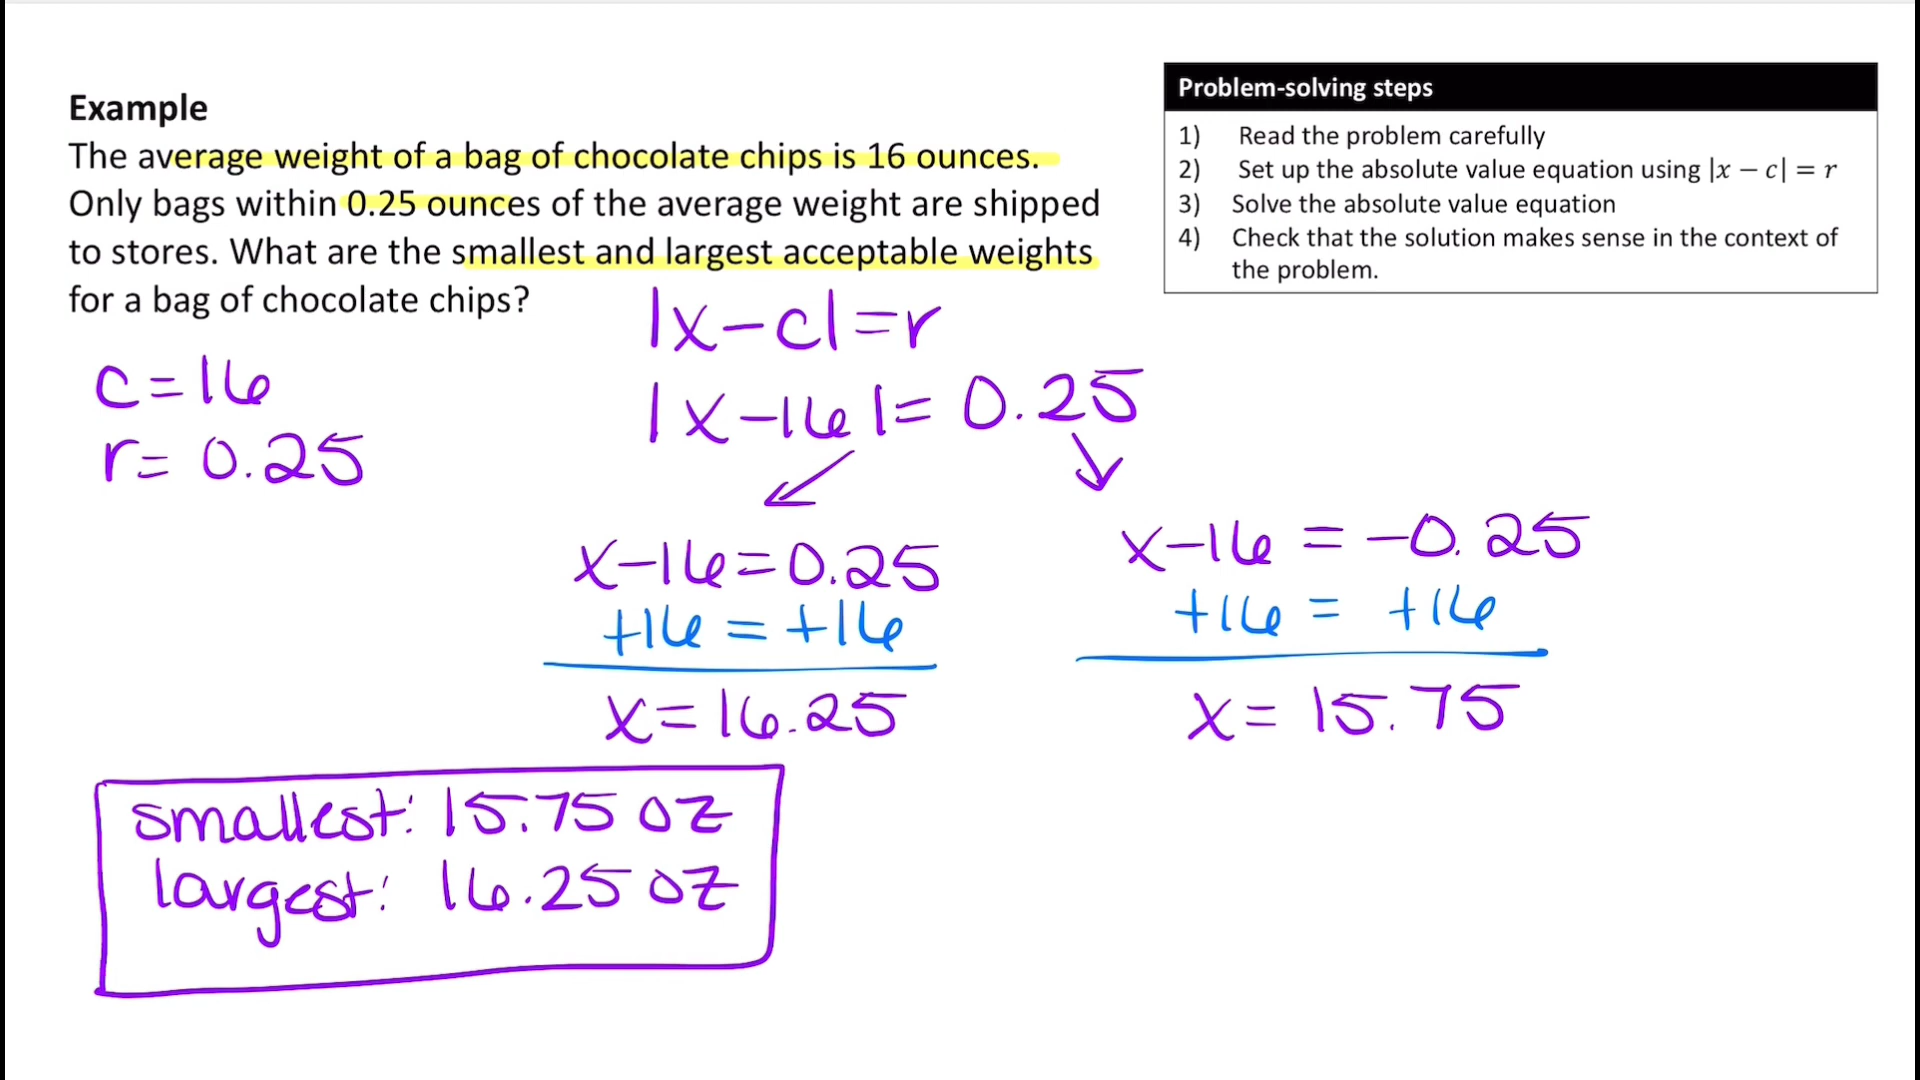 Example
The average weight of a bag of chocolate chips is 16 ounces.
Only bags within 0.25 ounces of the average weight are shipped
to stores. What are the smallest and largest acceptable weights
for a bag of chocolate chips?
Problem-solving steps
1) Read the problem carefully
2) Set up the absolute value equation using |x − c| = r
3) Solve the absolute value equation
4) Check that the solution makes sense in the context of
the problem.
|x-c|=r
c=16
|x-16|= 0.25
r= 0.25
x-16=0.25
+16 = +16
x=16.25
x-16 = -0.25
+16 = +16
x= 15.75
smallest: 15.75 oz
largest: 16.25 oz